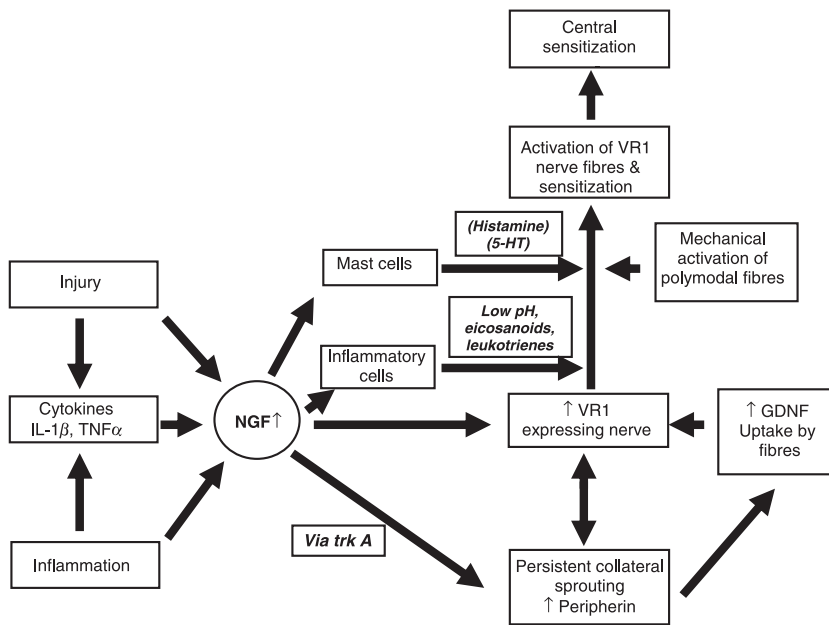 Central
sensitization
Activation of VR1
nerve fibres &
sensitization
(Histamine)
(5-HT)
Mechanical
activation of
polymodal fibres
Mast cells
Injury
Low pH,
eicosanoids,
leukotrienes
Inflammatory
cells
Cytokines
IL-1β, TNFα
NGF↑
↑ VR1
expressing nerve
↑ GDNF
Uptake by
fibres
Via trk A
Inflammation
Persistent collateral
sprouting
↑ Peripherin